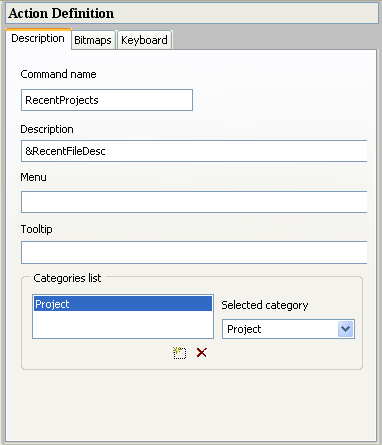 Action Definition
Description Bitmaps Keyboard
Command name
RecentProjects
Description
&RecentFileDesc
Menu
Tooltip
Categories list
Project
Selected category
Project